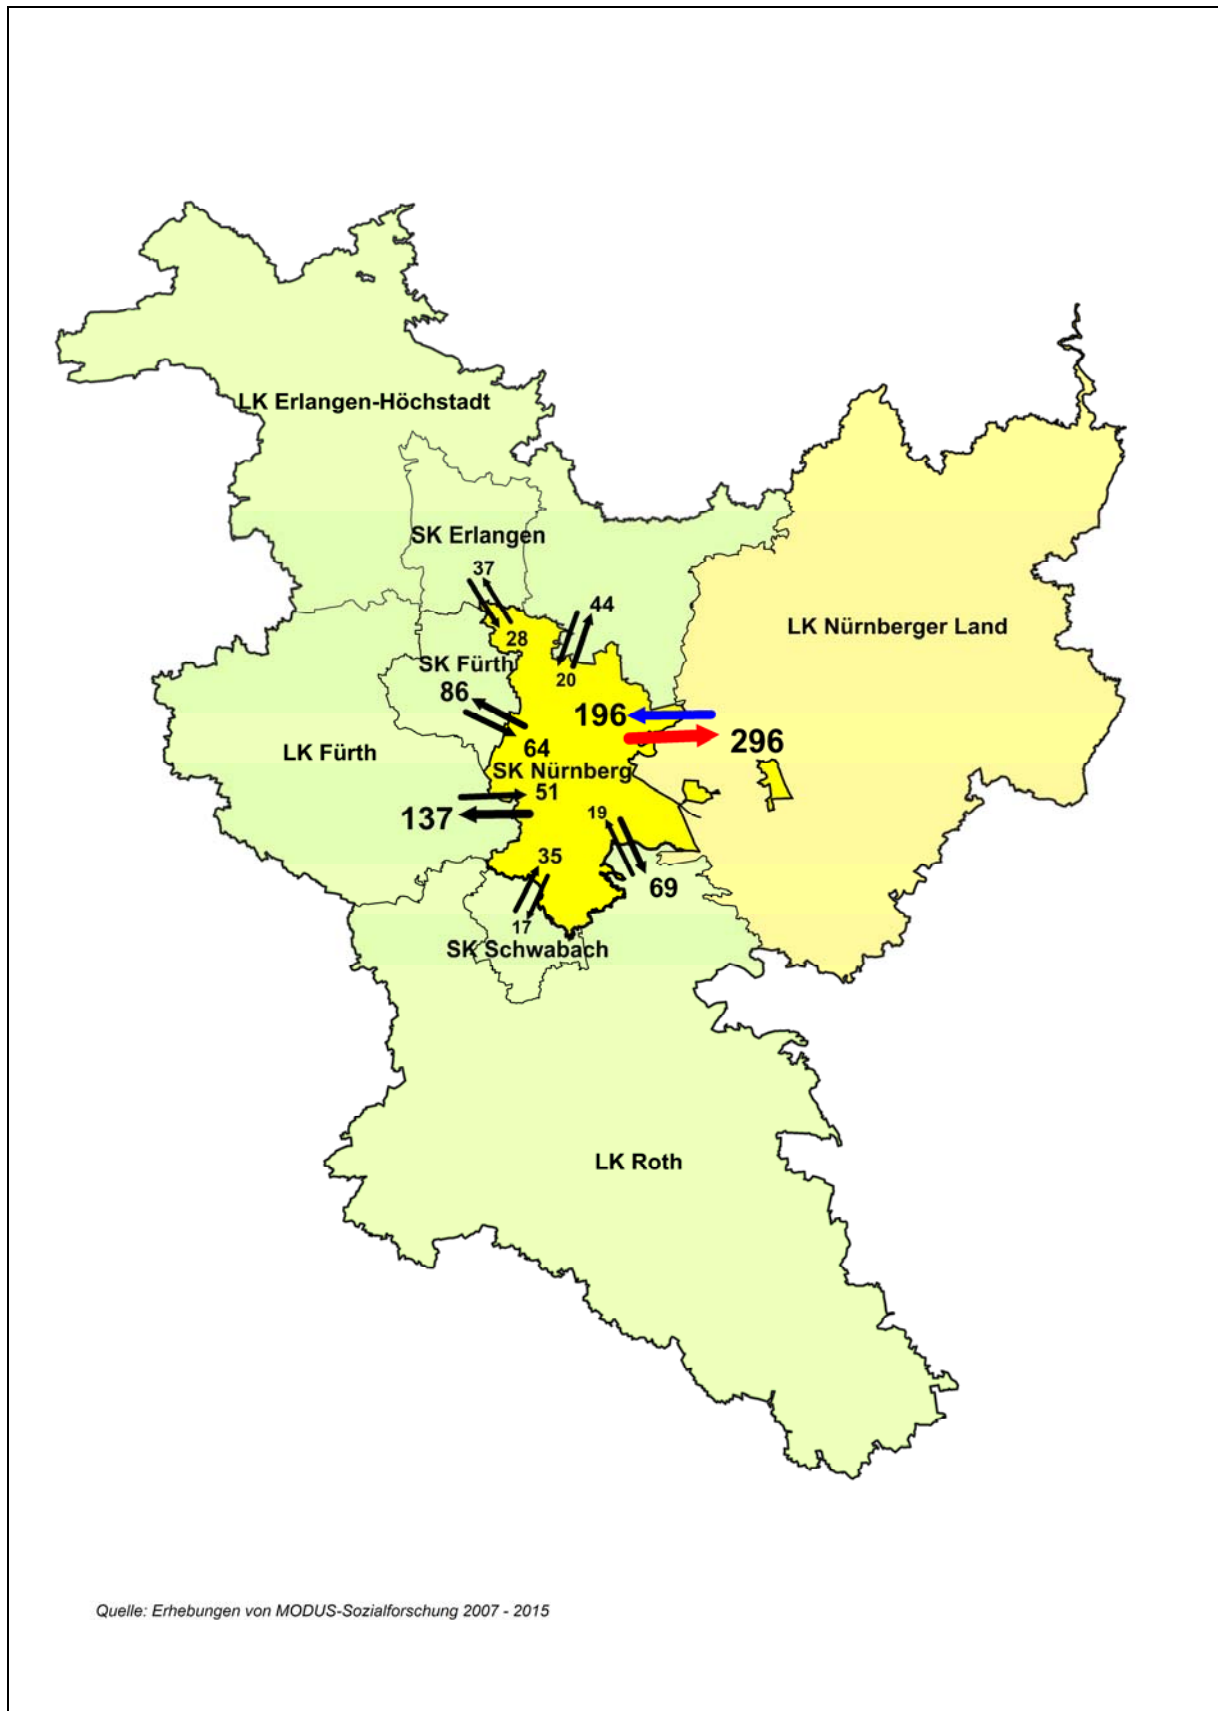 LK Erlangen-Höchstadt
SK Erlangen
37
44
LK Nürnberger Land
28
SK Fürth
20
86
196
296
64
LK Fürth
SK Nürnberg
51
137
19
35
69
17
SK Schwabach
LK Roth
Quelle: Erhebungen von MODUS-Sozialforschung 2007 - 2015